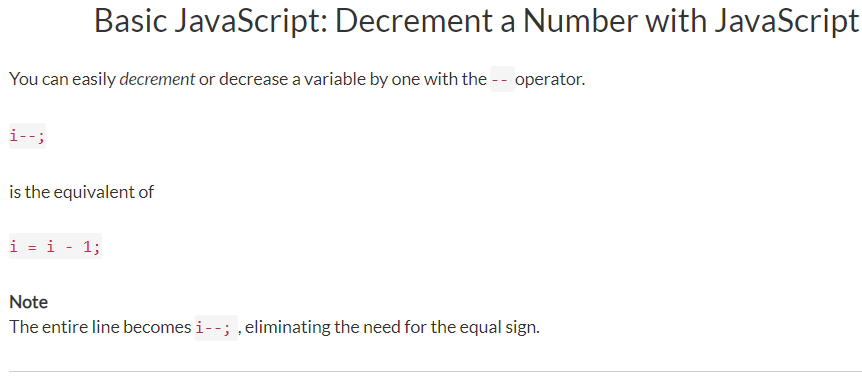 Basic JavaScript: Decrement a Number with JavaScript
You can easily decrement or decrease a variable by one with the -- operator.
i--;
is the equivalent of
i = i - 1;
Note
The entire line becomes i--; , eliminating the need for the equal sign.